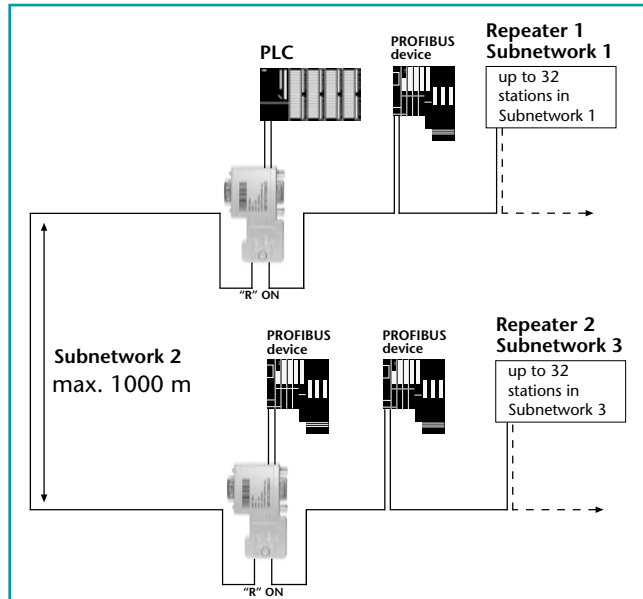 PLC
PROFIBUS
device
Repeater 1
Subnetwork 1
up to 32
stations in
Subnetwork 1
"R" ON
Subnetwork 2
max. 1000 m
PROFIBUS
device
PROFIBUS
device
Repeater 2
Subnetwork 3
up to 32
stations in
Subnetwork 3
"R" ON